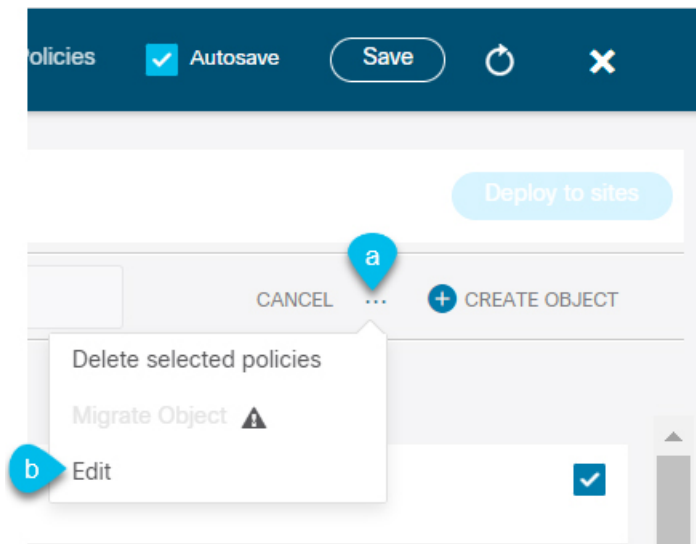 olicies Autosave Save
Deploy to sites
a
CANCEL ... CREATE OBJECT
Delete selected policies
Migrate Object
b Edit